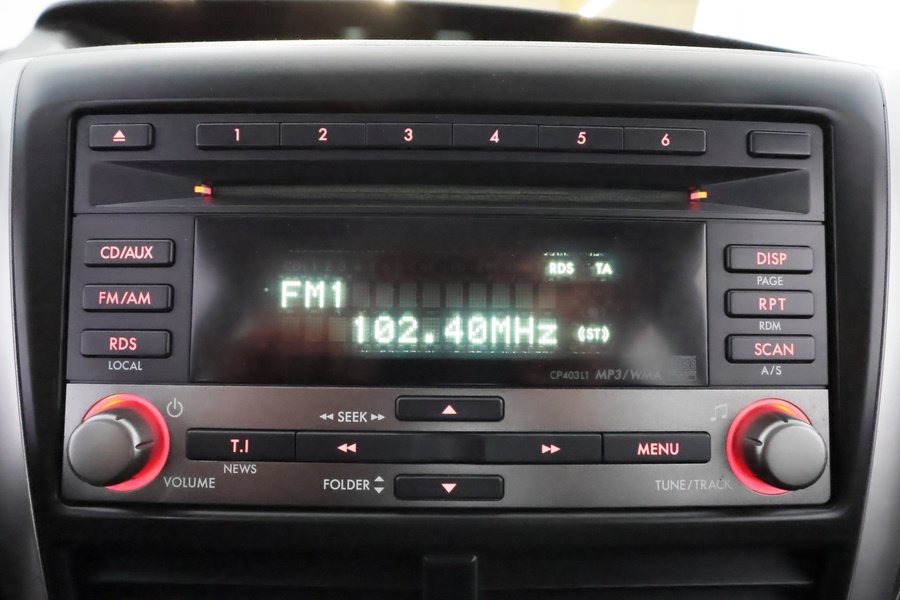 1 2 3 4 5 6
CD/AUX
FM/AM
RDS
LOCAL
RDS TA
FM1
102.40MHz (ST)
CP403L1 MP3/WMA
DISP
PAGE
RPT
RDM
SCAN
A/S
SEEK
T.I
NEWS
MENU
VOLUME
FOLDER
TUNE/TRACK